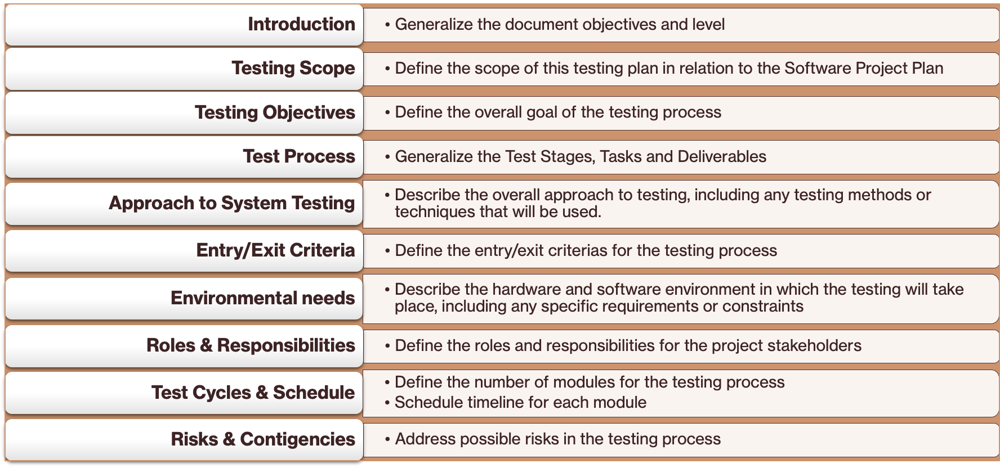 Introduction
• Generalize the document objectives and level
Testing Scope
• Define the scope of this testing plan in relation to the Software Project Plan
Testing Objectives
• Define the overall goal of the testing process
Test Process
• Generalize the Test Stages, Tasks and Deliverables
Approach to System Testing
• Describe the overall approach to testing, including any testing methods or
techniques that will be used.
Entry/Exit Criteria
• Define the entry/exit criterias for the testing process
Environmental needs
• Describe the hardware and software environment in which the testing will take
place, including any specific requirements or constraints
Roles & Responsibilities
• Define the roles and responsibilities for the project stakeholders
Test Cycles & Schedule
• Define the number of modules for the testing process
• Schedule timeline for each module
Risks & Contigencies
• Address possible risks in the testing process